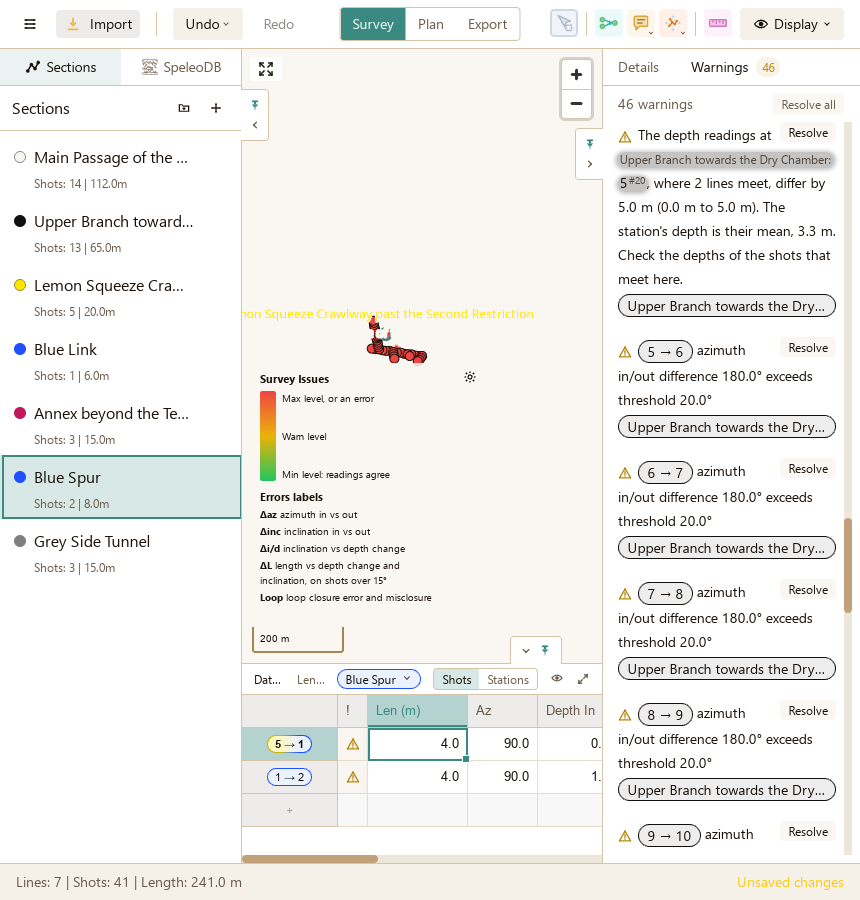 Import
Undo
Redo
Survey
Plan
Export
Display
Sections
SpeleoDB
Sections
Main Passage of the ...
Shots: 14 | 112.0m
Upper Branch toward...
Shots: 13 | 65.0m
Lemon Squeeze Cra...
Shots: 5 | 20.0m
Blue Link
Shots: 1 | 6.0m
Annex beyond the Te...
Shots: 3 | 15.0m
Blue Spur
Shots: 2 | 8.0m
Grey Side Tunnel
Shots: 3 | 15.0m
mon Squeeze Crawlway past the Second Restriction
Survey Issues
Max level, or an error
Warn level
Min level: readings agree
Errors labels
Δaz azimuth in vs out
Δinc inclination in vs out
Δi/d inclination vs depth change
ΔL length vs depth change and
inclination, on shots over 15°
Loop loop closure error and misclosure
200 m
Dat...
Len...
Blue Spur
Shots
Stations
! Len (m) Az Depth In
5 → 1 4.0 90.0 0.
1 → 2 4.0 90.0 1.
+
Details
Warnings 46
46 warnings
Resolve all
The depth readings at
Resolve
Upper Branch towards the Dry Chamber:
5 #20, where 2 lines meet, differ by
5.0 m (0.0 m to 5.0 m). The
station's depth is their mean, 3.3 m.
Check the depths of the shots that
meet here.
Upper Branch towards the Dry...
5 → 6 azimuth
Resolve
in/out difference 180.0° exceeds
threshold 20.0°
Upper Branch towards the Dry...
6 → 7 azimuth
Resolve
in/out difference 180.0° exceeds
threshold 20.0°
Upper Branch towards the Dry...
7 → 8 azimuth
Resolve
in/out difference 180.0° exceeds
threshold 20.0°
Upper Branch towards the Dry...
8 → 9 azimuth
Resolve
in/out difference 180.0° exceeds
threshold 20.0°
Upper Branch towards the Dry...
9 → 10 azimuth
Resolve
Lines: 7 | Shots: 41 | Length: 241.0 m
Unsaved changes